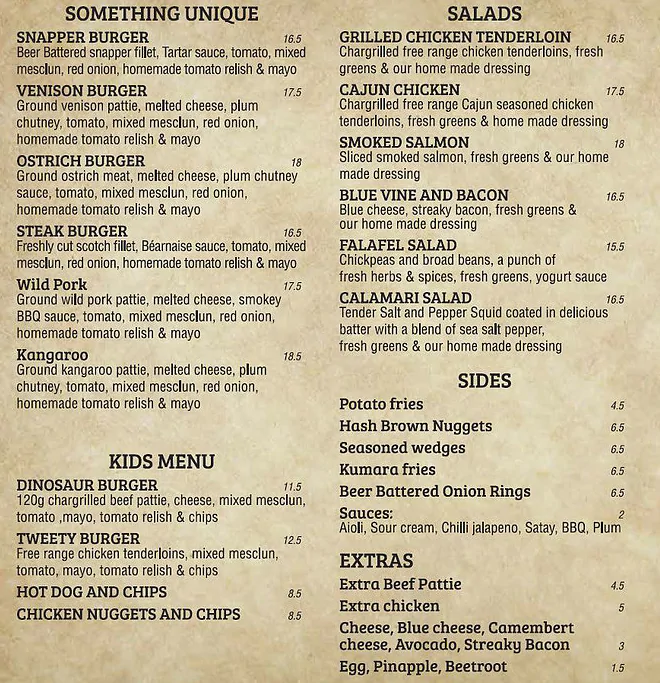 SOMETHING UNIQUE
SNAPPER BURGER 16.5
Beer Battered snapper fillet, Tartar sauce, tomato, mixed
mesclun, red onion, homemade tomato relish & mayo
VENISON BURGER 17.5
Ground venison pattie, melted cheese, plum
chutney, tomato, mixed mesclun, red onion,
homemade tomato relish & mayo
OSTRICH BURGER 18
Ground ostrich meat, melted cheese, plum chutney
sauce, tomato, mixed mesclun, red onion,
homemade tomato relish & mayo
STEAK BURGER 16.5
Freshly cut scotch fillet, Béarnaise sauce, tomato, mixed
mesclun, red onion, homemade tomato relish & mayo
Wild Pork 17.5
Ground wild pork pattie, melted cheese, smokey
BBQ sauce, tomato, mixed mesclun, red onion,
homemade tomato relish & mayo
Kangaroo 18.5
Ground kangaroo pattie, melted cheese, plum
chutney, tomato, mixed mesclun, red onion,
homemade tomato relish & mayo
KIDS MENU
DINOSAUR BURGER 11.5
120g chargrilled beef pattie, cheese, mixed mesclun,
tomato ,mayo, tomato relish & chips
TWEETY BURGER 12.5
Free range chicken tenderloins, mixed mesclun,
tomato, mayo, tomato relish & chips
HOT DOG AND CHIPS 8.5
CHICKEN NUGGETS AND CHIPS 8.5
SALADS
GRILLED CHICKEN TENDERLOIN 16.5
Chargrilled free range chicken tenderloins, fresh
greens & our home made dressing
CAJUN CHICKEN 17.5
Chargrilled free range Cajun seasoned chicken
tenderloins, fresh greens & home made dressing
SMOKED SALMON 18
Sliced smoked salmon, fresh greens & our home
made dressing
BLUE VINE AND BACON 16.5
Blue cheese, streaky bacon, fresh greens &
our home made dressing
FALAFEL SALAD 15.5
Chickpeas and broad beans, a punch of
fresh herbs & spices, fresh greens, yogurt sauce
CALAMARI SALAD 16.5
Tender Salt and Pepper Squid coated in delicious
batter with a blend of sea salt pepper,
fresh greens & our home made dressing
SIDES
Potato fries 4.5
Hash Brown Nuggets 6.5
Seasoned wedges 6.5
Kumara fries 6.5
Beer Battered Onion Rings 6.5
Sauces: 2
Aioli, Sour cream, Chilli jalapeno, Satay, BBQ, Plum
EXTRAS
Extra Beef Pattie 4.5
Extra chicken 5
Cheese, Blue cheese, Camembert
cheese, Avocado, Streaky Bacon 3
Egg, Pinapple, Beetroot 1.5